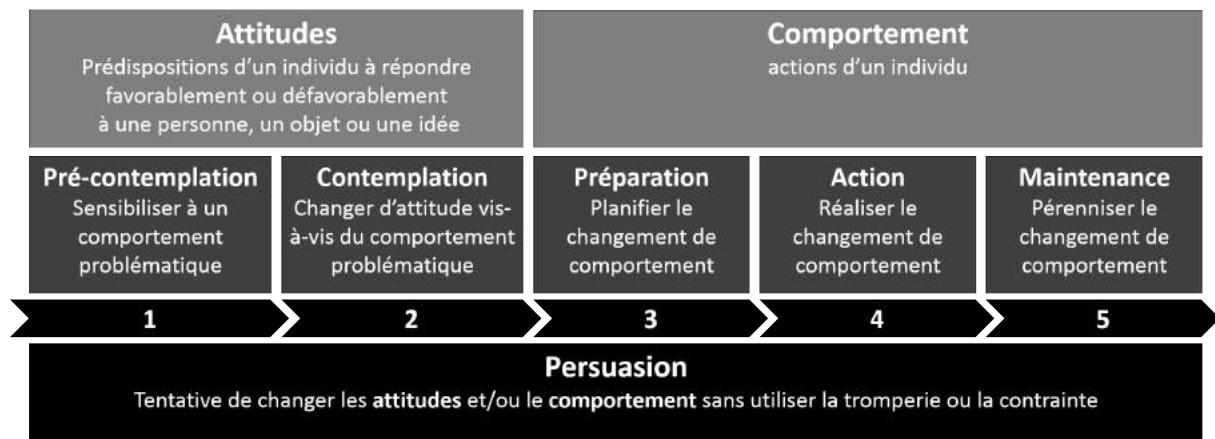 Attitudes
Prédispositions d'un individu à répondre
favorablement ou défavorablement
à une personne, un objet ou une idée
Comportement
actions d'un individu
Pré-contemplation
Sensibiliser à un
comportement
problématique
Contemplation
Changer d'attitude vis-
à-vis du comportement
problématique
Préparation
Planifier le
changement de
comportement
Action
Réaliser le
changement de
comportement
Maintenance
Pérenniser le
changement de
comportement
1
2
3
4
5
Persuasion
Tentative de changer les attitudes et/ou le comportement sans utiliser la tromperie ou la contrainte